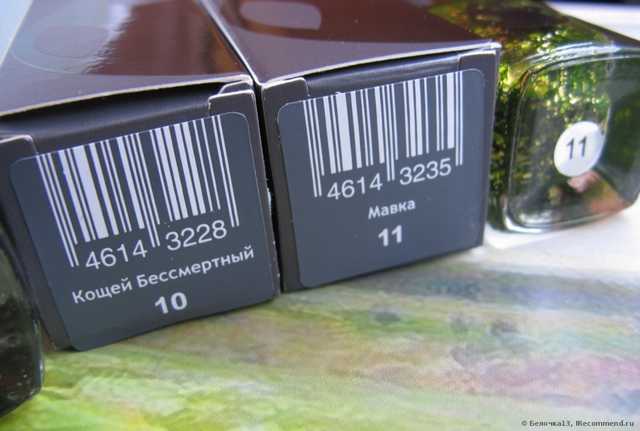 4614 3228
Кощей Бессмертный
10
4614 3235
Мавка
11
11
© Белочка13, IRecommend.ru